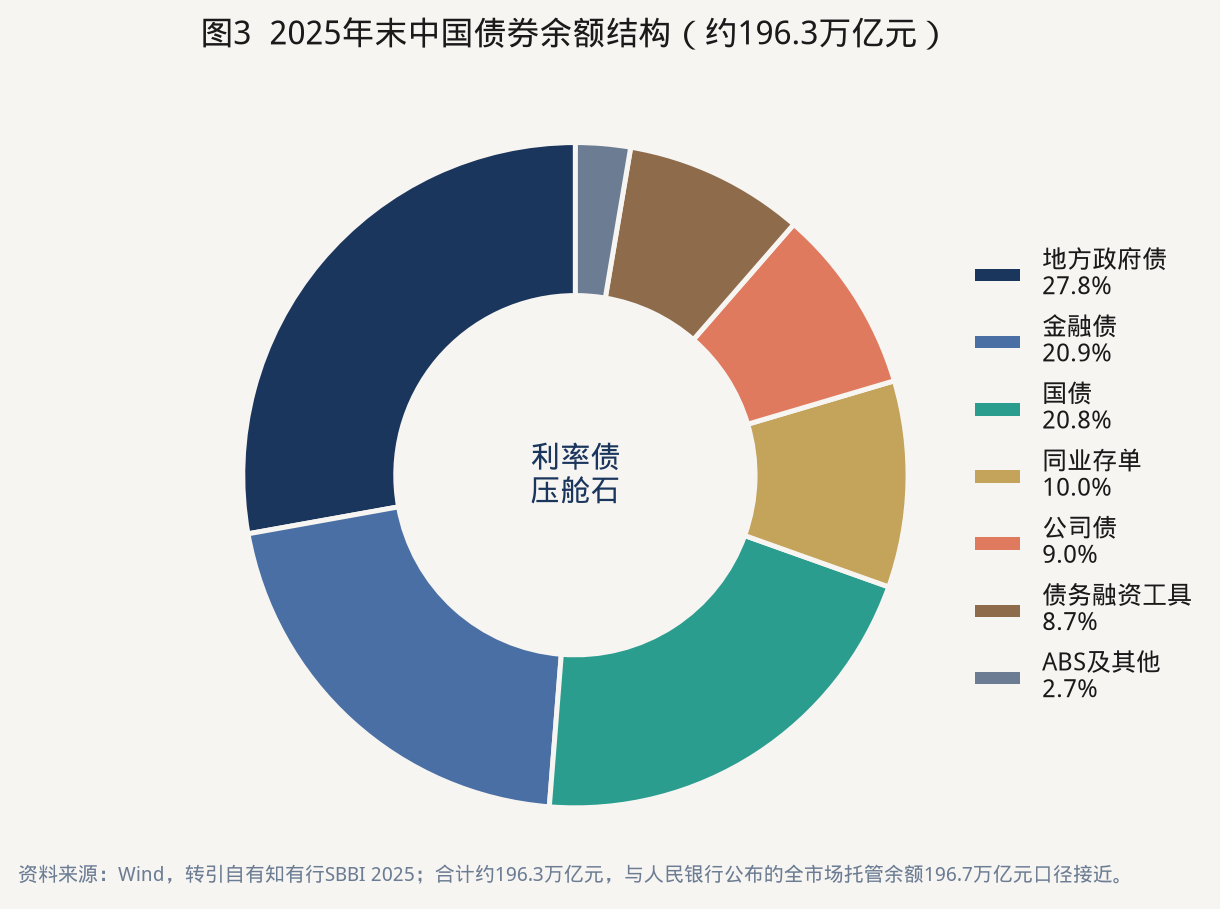 图3 2025年末中国债券余额结构（约196.3万亿元）
利率债
压舱石
地方政府债
27.8%
金融债
20.9%
国债
20.8%
同业存单
10.0%
公司债
9.0%
债务融资工具
8.7%
ABS及其他
2.7%
资料来源：Wind，转引自有知有行SBBI 2025；合计约196.3万亿元，与人民银行公布的全市场托管余额196.7万亿元口径接近。